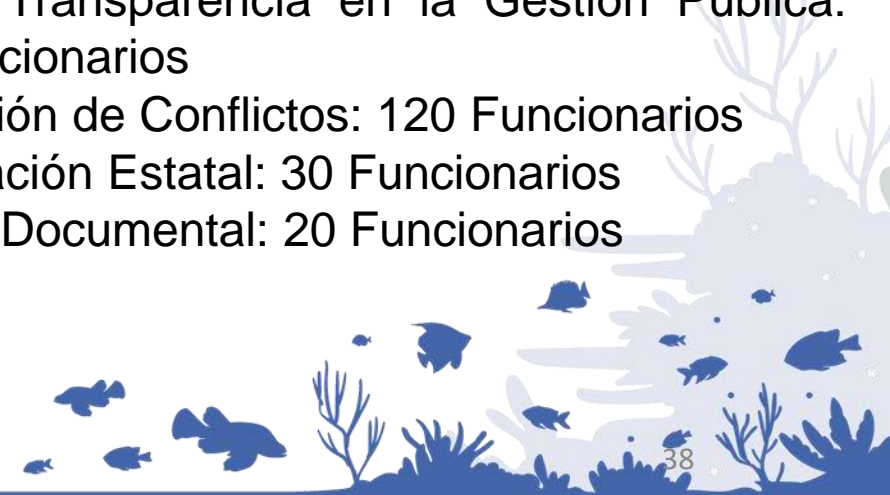 Transparencia en la Gestión Pública:
cionarios
ión de Conflictos: 120 Funcionarios
ación Estatal: 30 Funcionarios
Documental: 20 Funcionarios
38